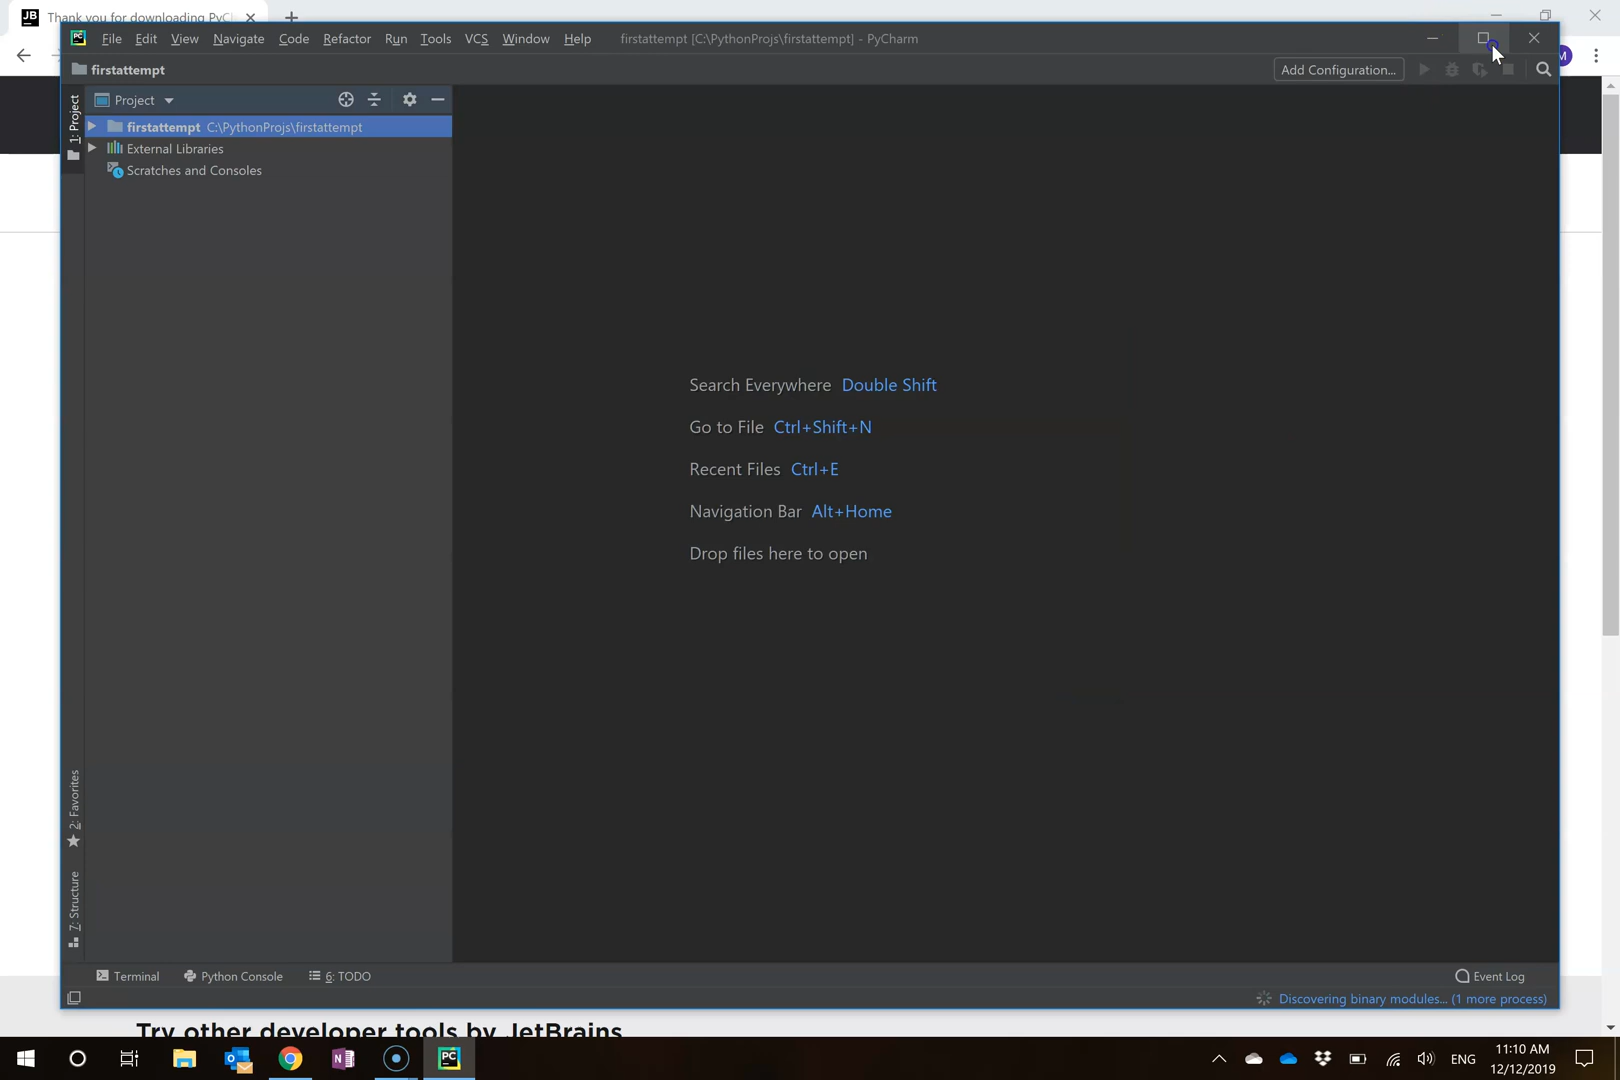 JB Thank you for downloading PyC
PC File Edit View Navigate Code Refactor Run Tools VCS Window Help firstattempt [C:\PythonProjs\firstattempt] - PyCharm
M
firstattempt
Add Configuration...
1: Project
Project
firstattempt C:\PythonProjs\firstattempt
External Libraries
Scratches and Consoles
Search Everywhere Double Shift
Go to File Ctrl+Shift+N
Recent Files Ctrl+E
Navigation Bar Alt+Home
Drop files here to open
2: Favorites
7: Structure
Terminal Python Console 6: TODO Event Log
Discovering binary modules... (1 more process)
Try other developer tools by JetBrains
N PC ENG
11:10 AM
12/12/2019